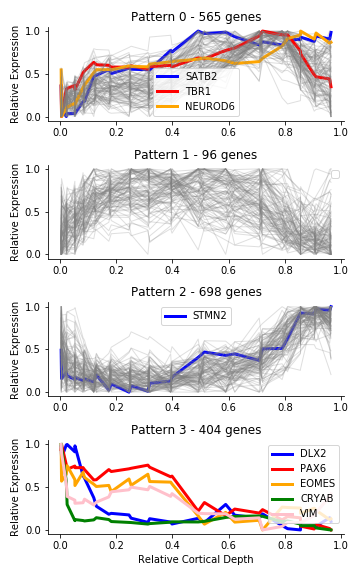 Pattern 0 - 565 genes
Relative Expression
1.0
0.5
0.0
SATB2
TBR1
NEUROD6
0.0 0.2 0.4 0.6 0.8 1.0
Pattern 1 - 96 genes
Relative Expression
1.0
0.5
0.0
0.0 0.2 0.4 0.6 0.8 1.0
Pattern 2 - 698 genes
Relative Expression
1.0
0.5
0.0
STMN2
0.0 0.2 0.4 0.6 0.8 1.0
Pattern 3 - 404 genes
Relative Expression
1.0
0.5
0.0
DLX2
PAX6
EOMES
CRYAB
VIM
0.0 0.2 0.4 0.6 0.8 1.0
Relative Cortical Depth